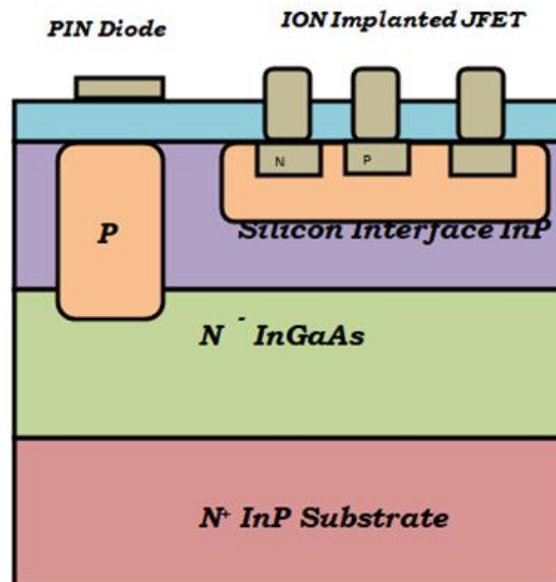 PIN Diode
ION Implanted JFET
N
P
P
Silicon Interface InP
N - InGaAs
N+ InP Substrate